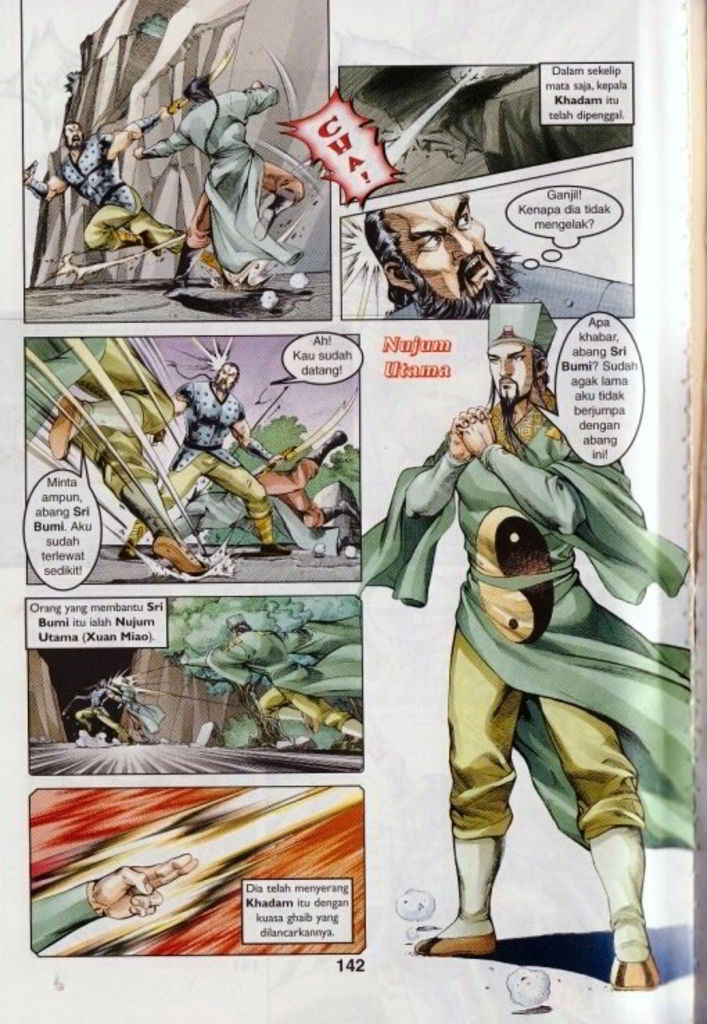 CHA!
Dalam sekelip
mata saja, kepala
Khadam itu
telah dipenggal.
Ganjil!
Kenapa dia tidak
mengelak?
Ah!
Kau sudah
datang!
Minta
ampun,
abang Sri
Bumi. Aku
sudah
terlewat
sedikit!
Nujum
Utama
Apa
khabar,
abang Sri
Bumi? Sudah
agak lama
aku tidak
berjumpa
dengan
abang
ini!
Orang yang membantu Sri
Bumi itu ialah Nujum
Utama (Xuan Miao).
Dia telah menyerang
Khadam itu dengan
kuasa ghaib yang
dilancarkannya.
142